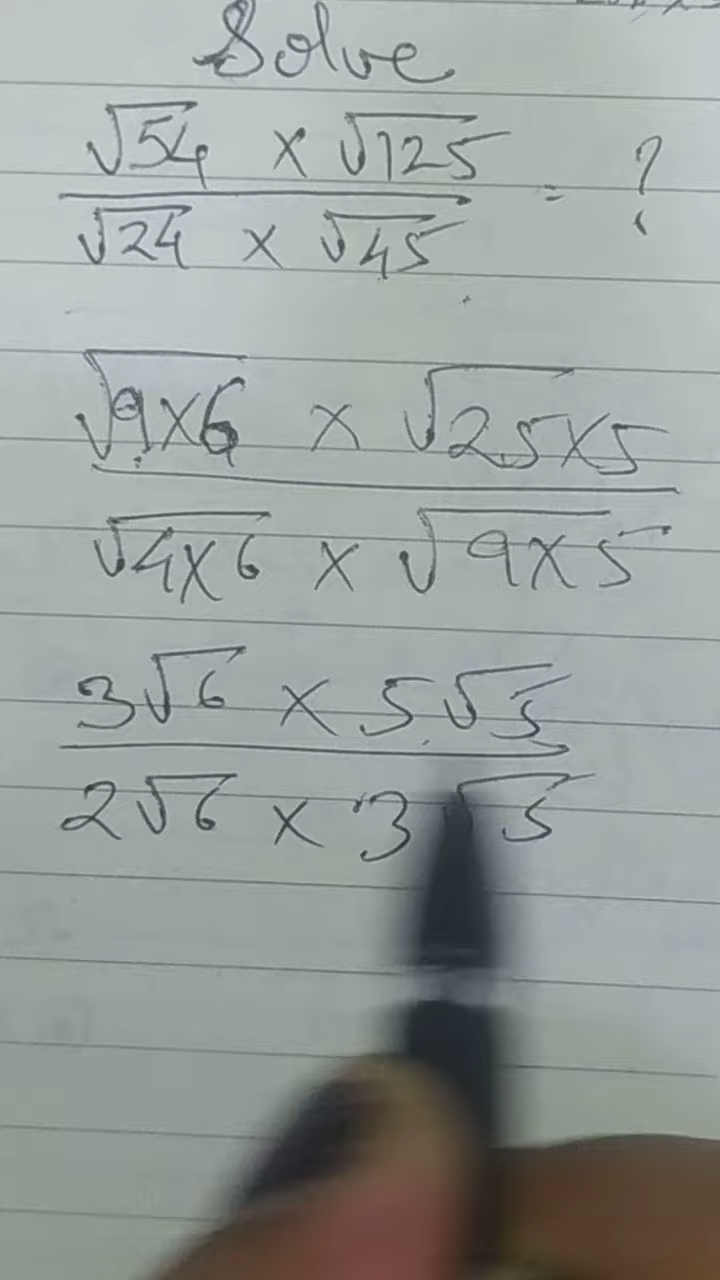 Solve
√54 × √125
= ?
√24 × √45
√9×6 × √25×5
√4×6 × √9×5
3√6 × 5√5
2√6 × 3√5